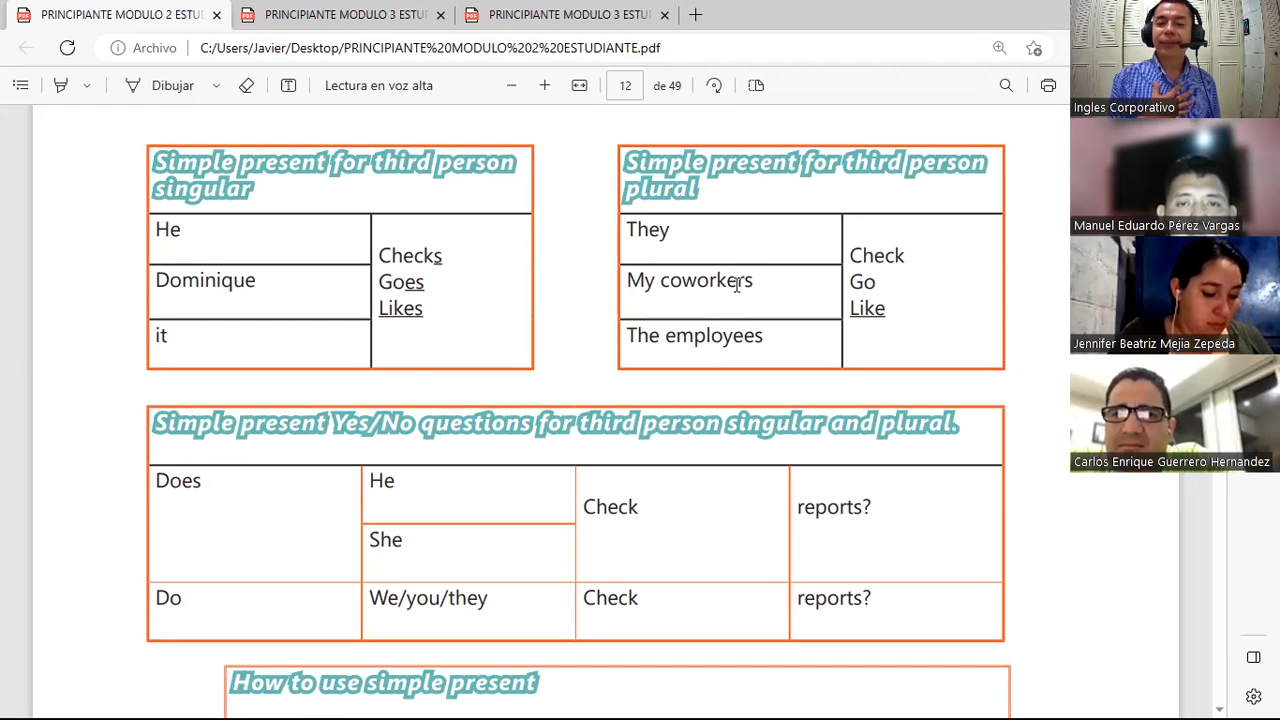 PRINCIPIANTE MODULO 2 ESTUD
PRINCIPIANTE MODULO 3 ESTU
PRINCIPIANTE MODULO 3 ESTU
Archivo
C:/Users/Javier/Desktop/PRINCIPIANTE%20MODULO%202%20ESTUDIANTE.pdf
Dibujar
Lectura en voz alta
12
de 49
Simple present for third person
singular
He
Dominique
it
Checks
Goes
Likes
Simple present for third person
plural
They
My coworkers
The employees
Check
Go
Like
Simple present Yes/No questions for third person singular and plural.
Does
He
She
Check
reports?
Do
We/you/they
Check
reports?
How to use simple present
Ingles Corporativo
Manuel Eduardo Pérez Vargas
Jennifer Beatriz Mejia Zepeda
Carlos Enrique Guerrero Hernandez